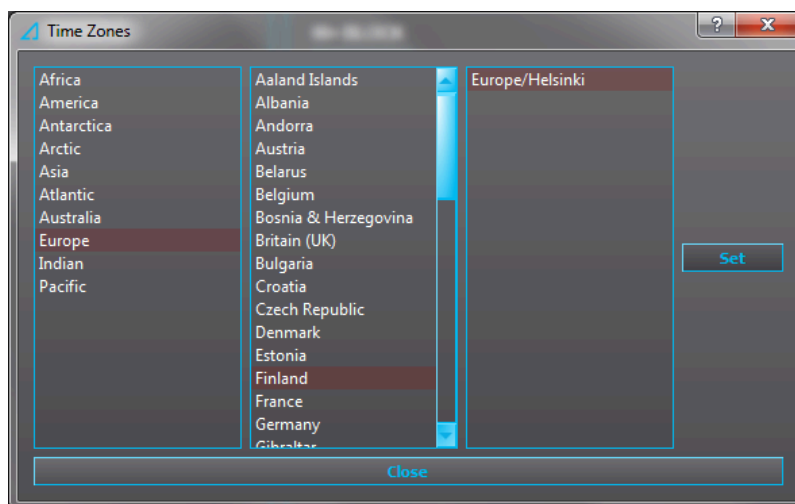 Time Zones
?
Africa
America
Antarctica
Arctic
Asia
Atlantic
Australia
Europe
Indian
Pacific
Aaland Islands
Albania
Andorra
Austria
Belarus
Belgium
Bosnia & Herzegovina
Britain (UK)
Bulgaria
Croatia
Czech Republic
Denmark
Estonia
Finland
France
Germany
Gibraltar
Europe/Helsinki
Set
Close